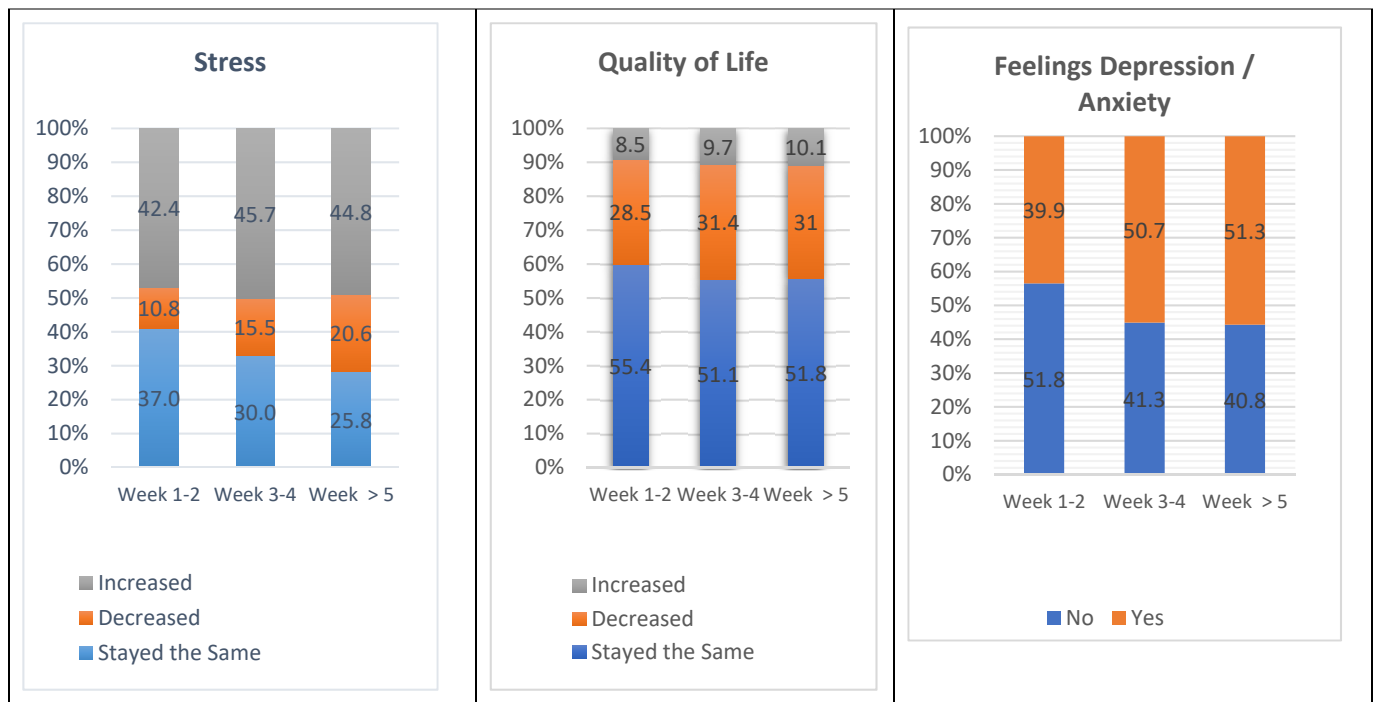 Stress
100%
90%
80%
70%
60%
50%
40%
30%
20%
10%
0%
42.4
45.7
44.8
10.8
15.5
20.6
37.0
30.0
25.8
Week 1-2
Week 3-4
Week > 5
Increased
Decreased
Stayed the Same
Quality of Life
100%
90%
80%
70%
60%
50%
40%
30%
20%
10%
0%
8.5
9.7
10.1
28.5
31.4
31
55.4
51.1
51.8
Week 1-2
Week 3-4
Week > 5
Increased
Decreased
Stayed the Same
Feelings Depression /
Anxiety
100%
90%
80%
70%
60%
50%
40%
30%
20%
10%
0%
39.9
50.7
51.3
51.8
41.3
40.8
Week 1-2
Week 3-4
Week > 5
No
Yes